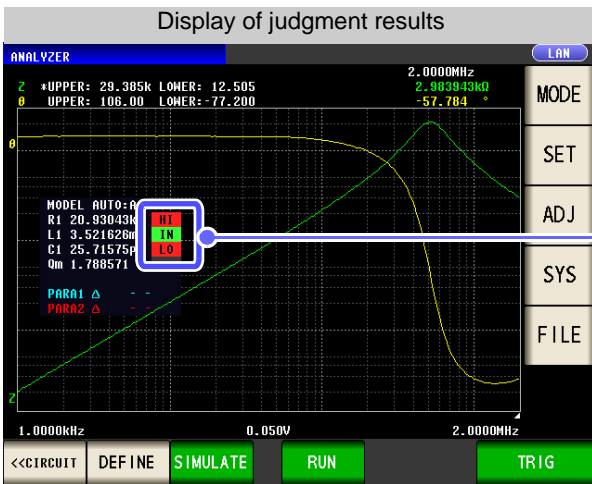 Display of judgment results
ANALYZER
LAN
2.0000MHz
Z *UPPER: 29.385k LOWER: 12.505 2.983943kΩ
θ UPPER: 106.00 LOWER:-77.200 -57.784 °
MODE
θ
SET
MODEL AUTO:A
R1 20.93043k HI
L1 3.521626m IN
C1 25.71575p LO
Qm 1.788571
ADJ
SYS
PARA1 △ - -
PARA2 △ - -
FILE
Z
1.0000kHz 0.050V 2.0000MHz
<<CIRCUIT DEFINE SIMULATE RUN TRIG